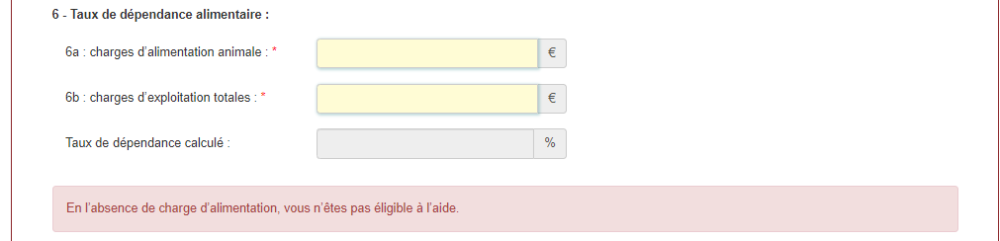 6 - Taux de dépendance alimentaire :
6a : charges d'alimentation animale : * €
6b : charges d'exploitation totales : * €
Taux de dépendance calculé : %
En l'absence de charge d'alimentation, vous n'êtes pas éligible à l'aide.